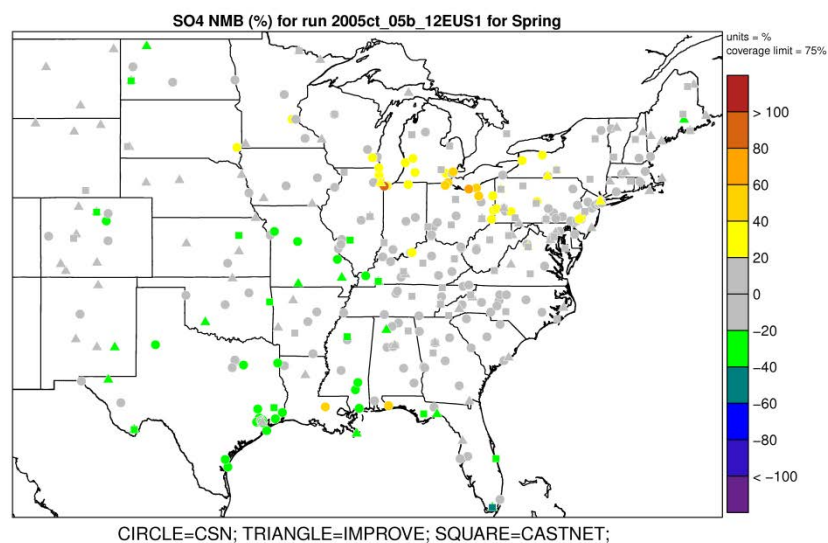 SO4 NMB (%) for run 2005ct_05b_12EUS1 for Spring
units = %
coverage limit = 75%
> 100
80
60
40
20
0
−20
−40
−60
−80
< −100
CIRCLE=CSN; TRIANGLE=IMPROVE; SQUARE=CASTNET;